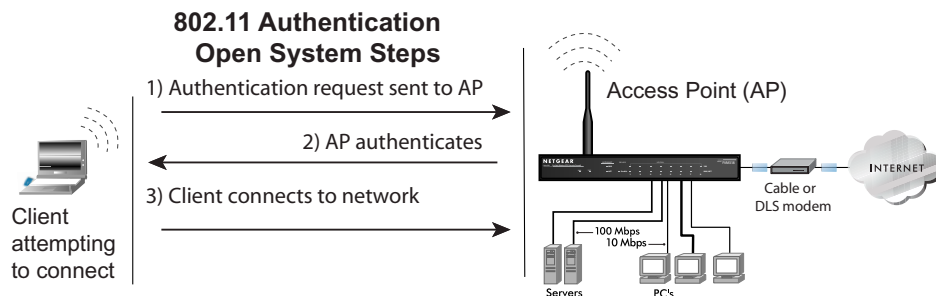 802.11 Authentication
Open System Steps
1) Authentication request sent to AP
2) AP authenticates
3) Client connects to network
Client
attempting
to connect
Access Point (AP)
NETGEAR
INTERNET
Cable or
DLS modem
100 Mbps
10 Mbps
Servers
PC's